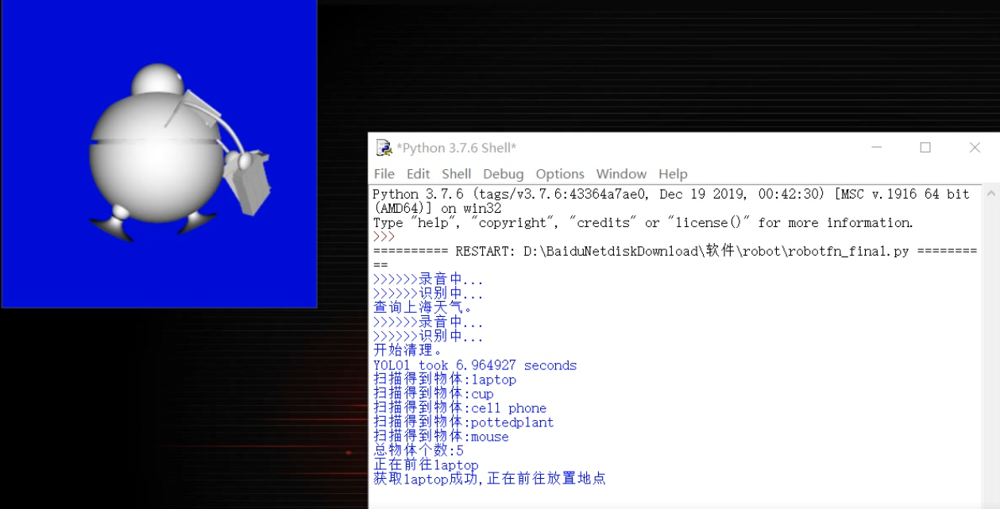 *Python 3.7.6 Shell*
File Edit Shell Debug Options Window Help
Python 3.7.6 (tags/v3.7.6:43364a7ae0, Dec 19 2019, 00:42:30) [MSC v.1916 64 bit
(AMD64)] on win32
Type "help", "copyright", "credits" or "license()" for more information.
>>>
========== RESTART: D:\BaiduNetdiskDownload\软件\robot\robotfn_final.py ========
==
>>>>>>录音中...
>>>>>>识别中...
查询上海天气。
>>>>>>录音中...
>>>>>>识别中...
开始清理。
YOLO1 took 6.964927 seconds
扫描得到物体:laptop
扫描得到物体:cup
扫描得到物体:cell phone
扫描得到物体:pottedplant
扫描得到物体:mouse
总物体个数:5
正在前往laptop
获取laptop成功,正在前往放置地点